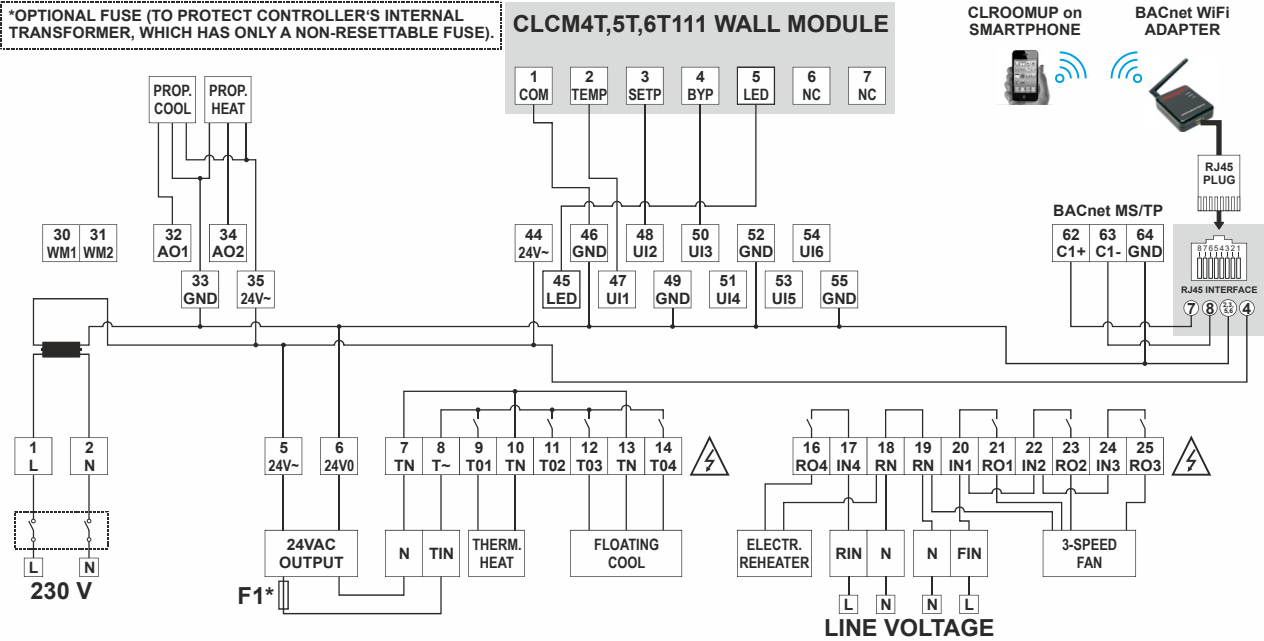 *OPTIONAL FUSE (TO PROTECT CONTROLLER'S INTERNAL
TRANSFORMER, WHICH HAS ONLY A NON-RESETTABLE FUSE).
CLCM4T,5T,6T111 WALL MODULE
1 2 3 4 5 6 7
COM TEMP SETP BYP LED NC NC
CLROOMUP on
SMARTPHONE
BACnet WiFi
ADAPTER
PROP.
COOL
PROP.
HEAT
RJ45
PLUG
BACnet MS/TP
30 31 32 34 44 46 48 50 52 54
WM1 WM2 AO1 AO2 24V~ GND UI2 UI3 GND UI6
62 63 64
C1+ C1- GND
87654321
RJ45 INTERFACE
33 35 45 47 49 51 53 55
GND 24V~ LED UI1 GND UI4 UI5 GND
7 8 2,3, 4
5,6
1 2 5 6 7 8 9 10 11 12 13 14
L N 24V~ 24V0 TN T~ T01 TN T02 T03 TN T04
16 17 18 19 20 21 22 23 24 25
RO4 IN4 RN RN IN1 RO1 IN2 RO2 IN3 RO3
24VAC
OUTPUT
N TIN
THERM.
HEAT
FLOATING
COOL
ELECTR.
REHEATER
RIN N N FIN
3-SPEED
FAN
L N
230 V
F1*
L N N L
LINE VOLTAGE